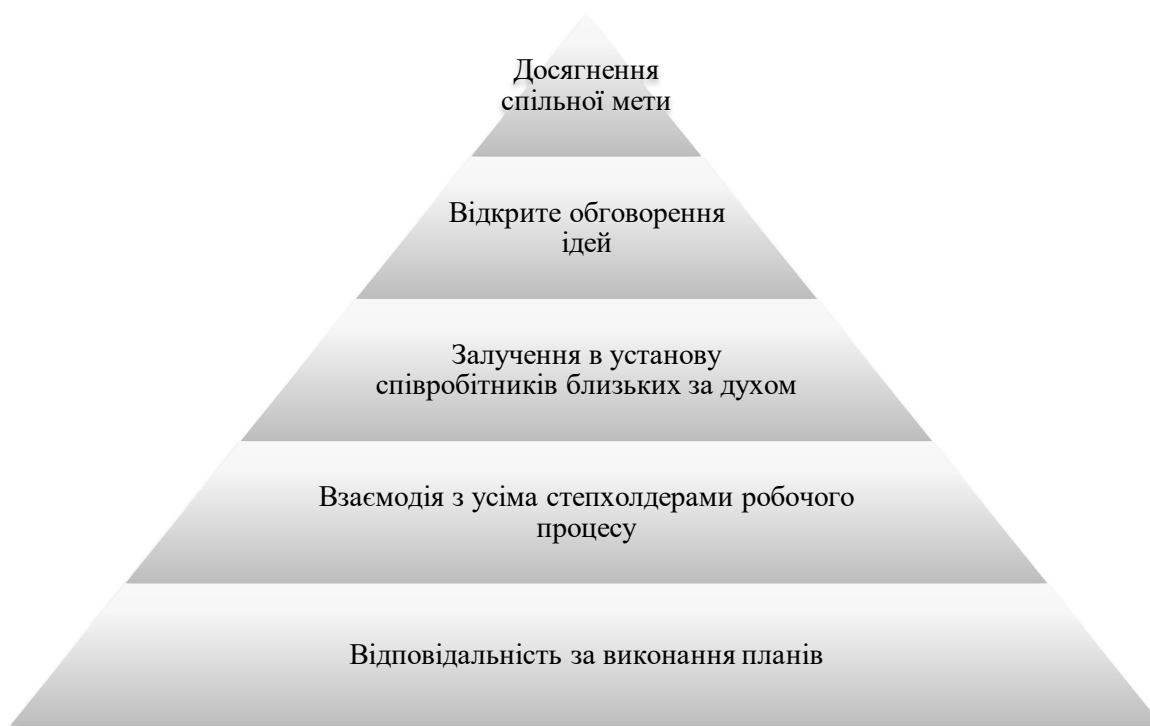 Досягнення
спільної мети
Відкрите обговорення
ідей
Залучення в установу
співробітників близьких за духом
Взаємодія з усіма степхолдерами робочого
процесу
Відповідальність за виконання планів